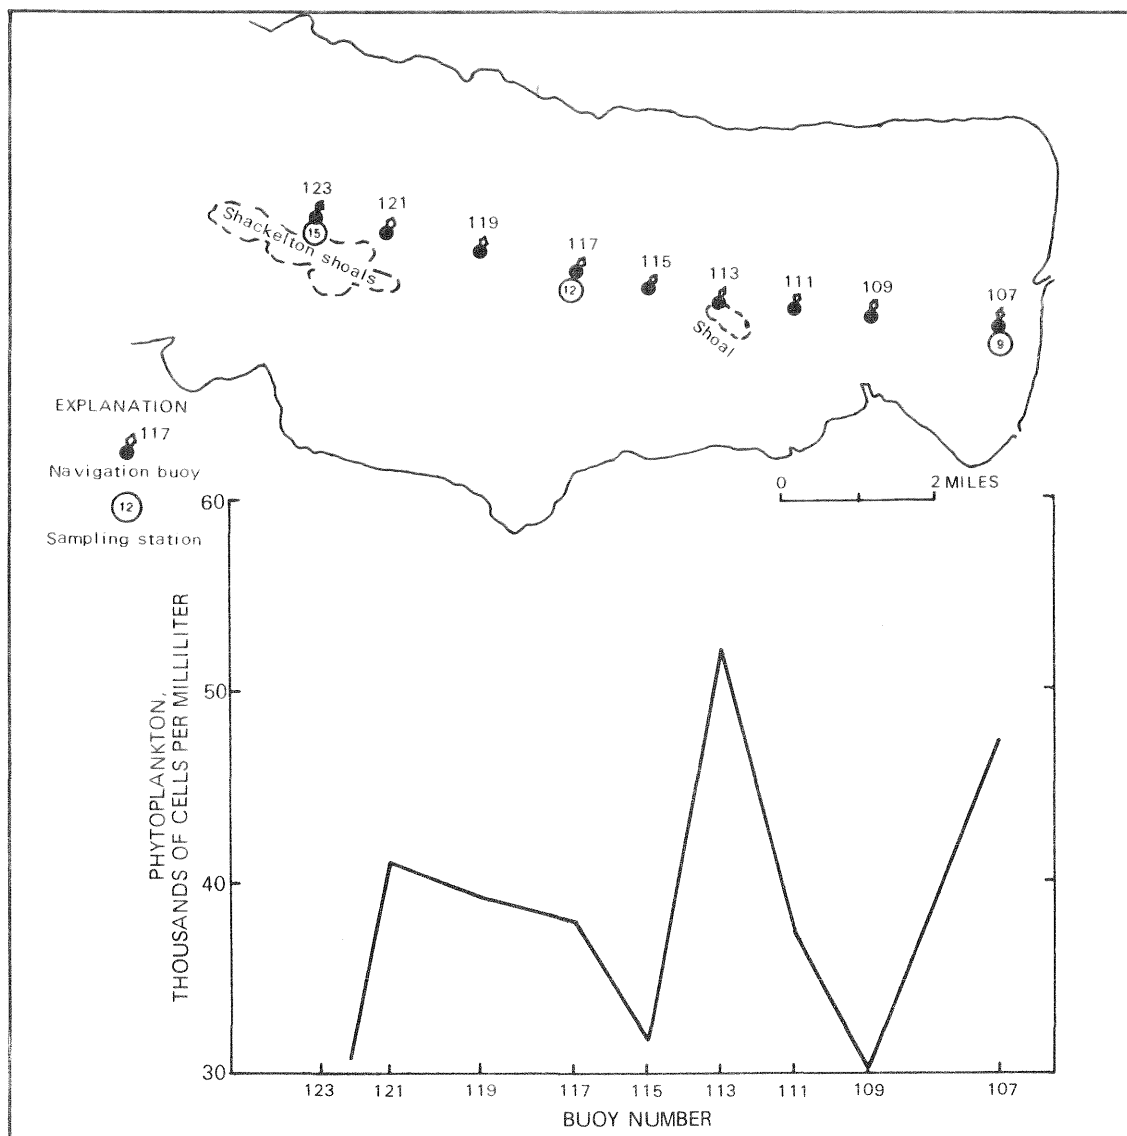 123
121
119
117
115
113
111
109
107
Shackelton shoals
15
12
9
Shoal
EXPLANATION
117
Navigation buoy
12
Sampling station
0 2 MILES
PHYTOPLANKTON,
THOUSANDS OF CELLS PER MILLILITER
60
50
40
30
123 121 119 117 115 113 111 109 107
BUOY NUMBER